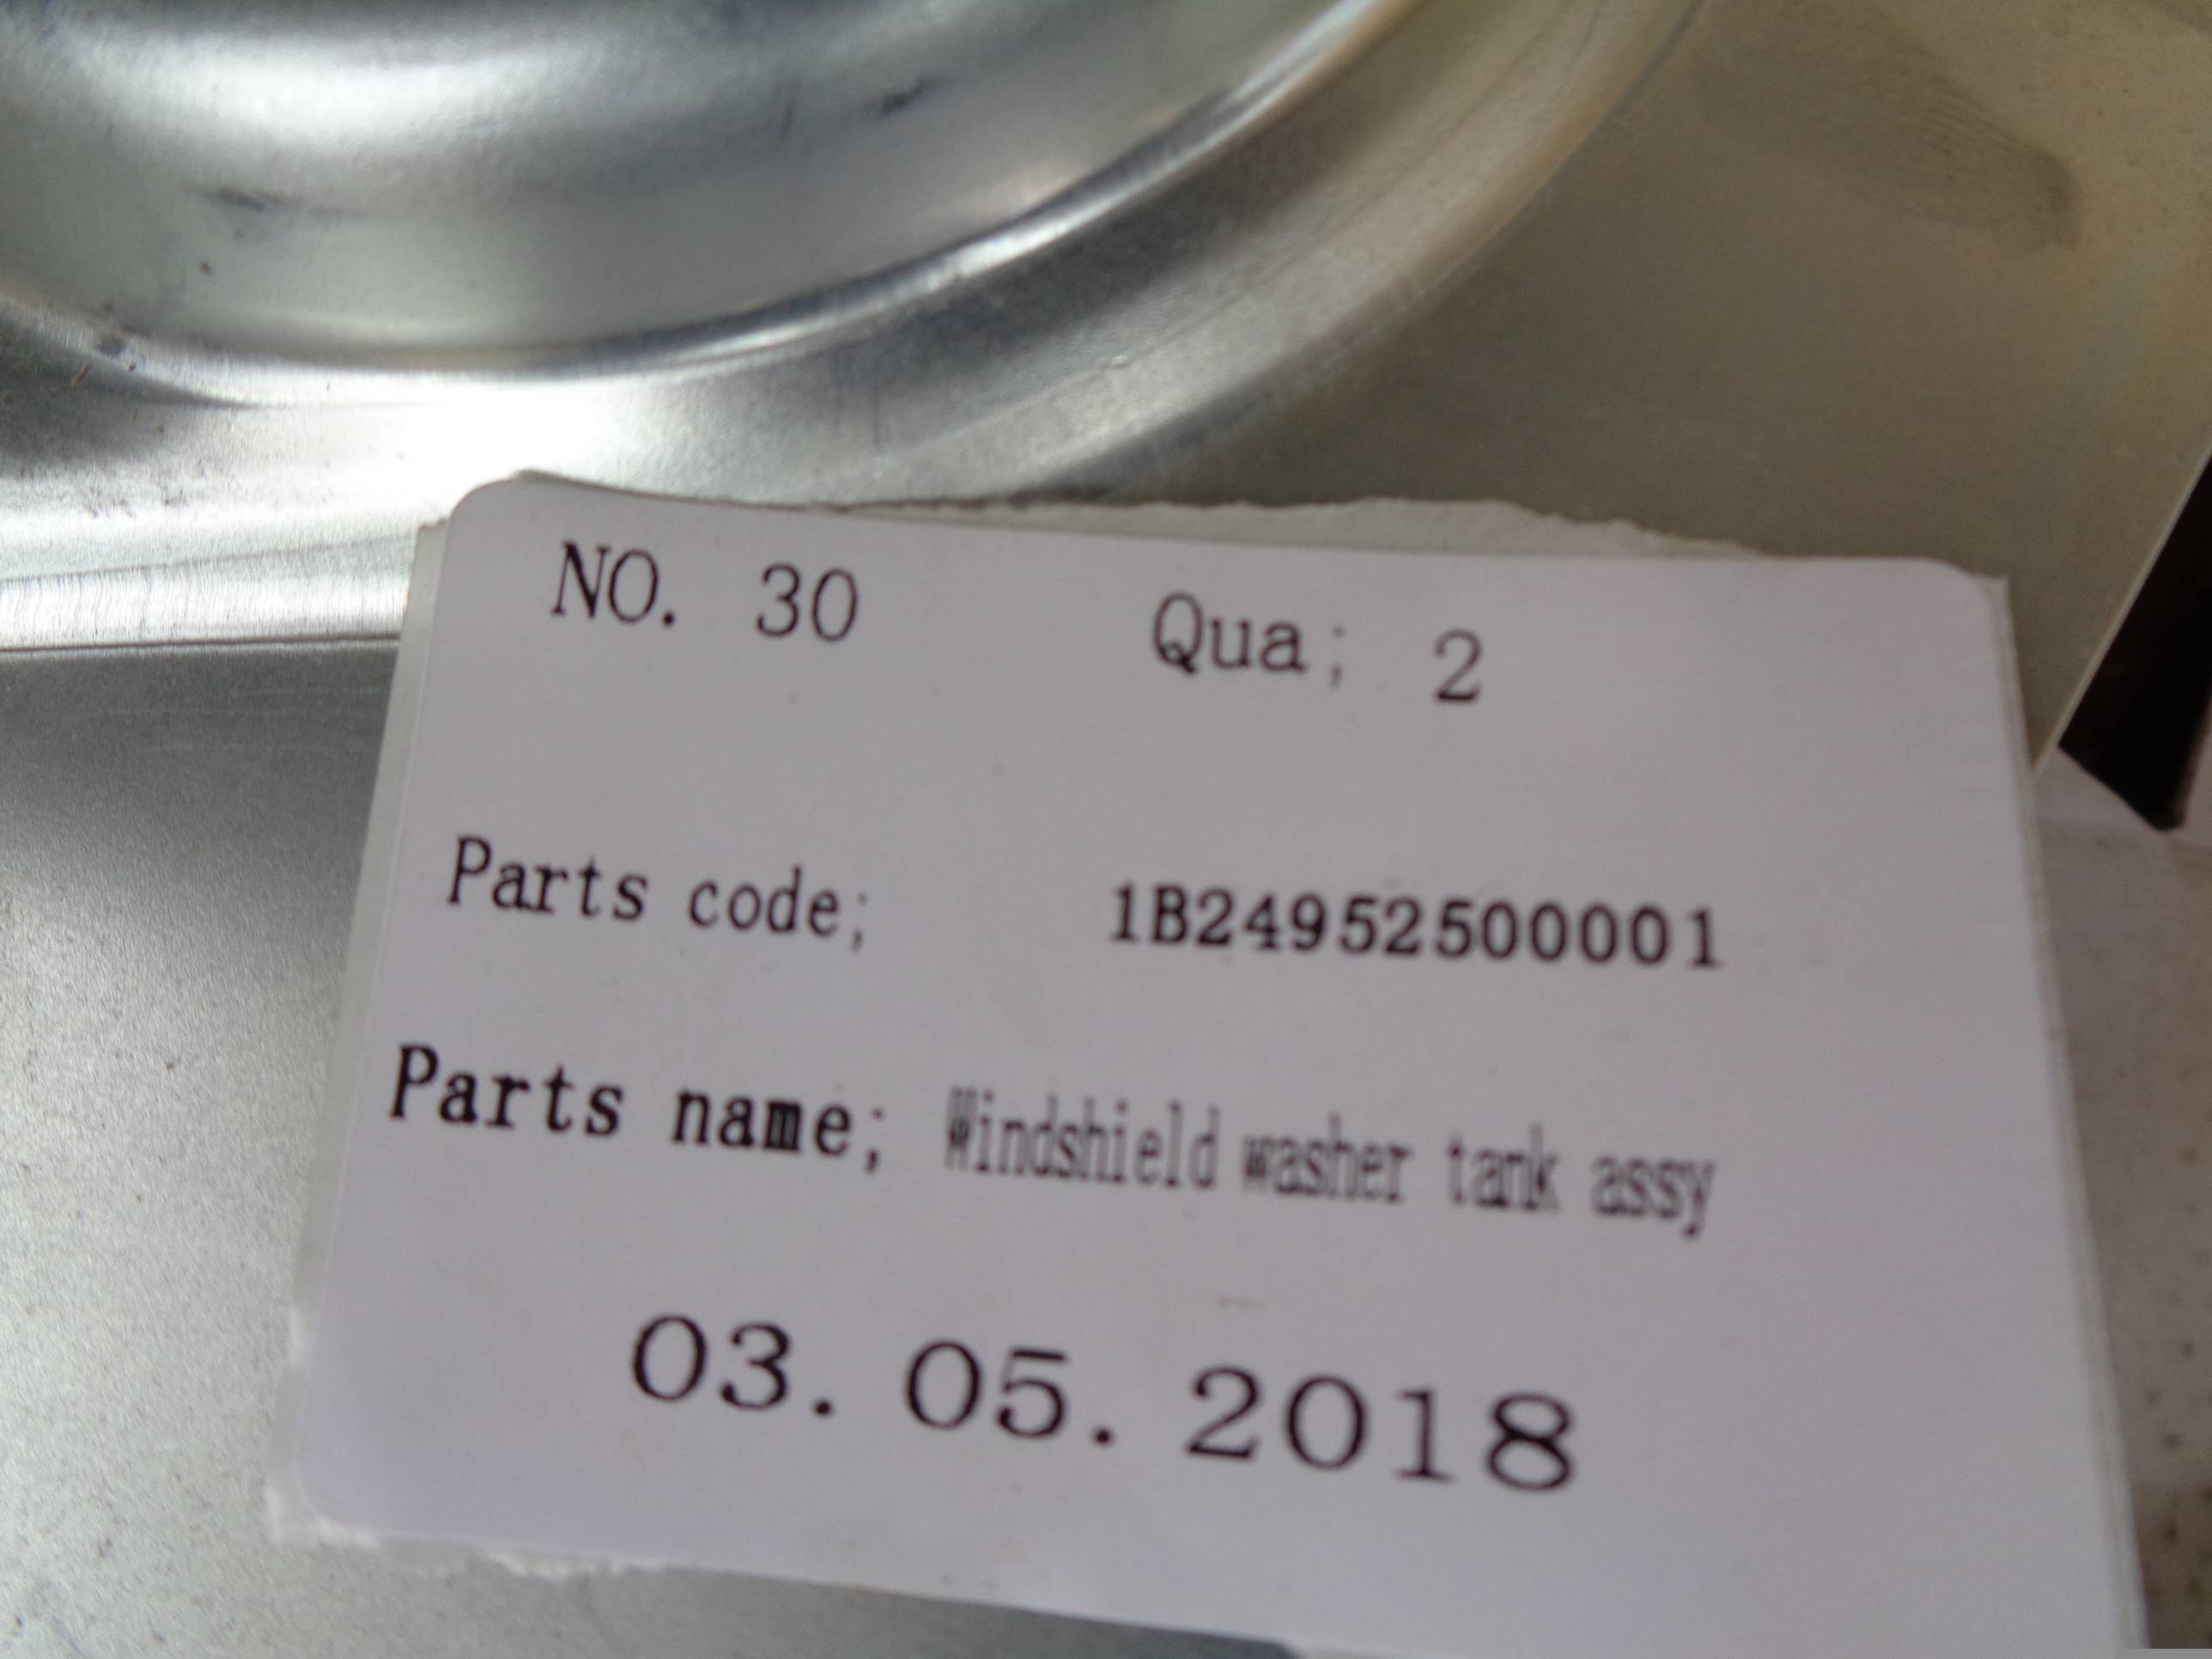 NO. 30 Qua; 2
Parts code; 1B24952500001
Parts name; Windshield washer tank assy
03. 05. 2018